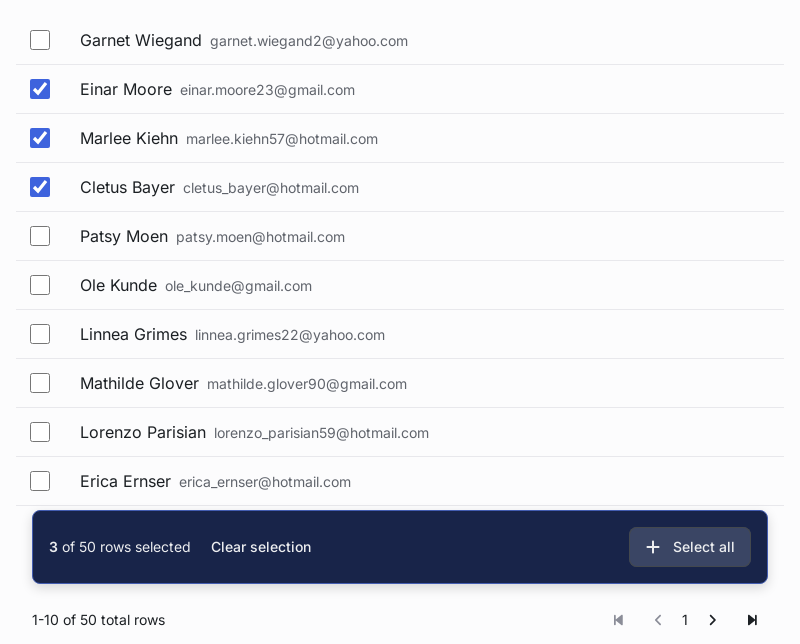 Garnet Wiegand garnet.wiegand2@yahoo.com
Einar Moore einar.moore23@gmail.com
Marlee Kiehn marlee.kiehn57@hotmail.com
Cletus Bayer cletus_bayer@hotmail.com
Patsy Moen patsy.moen@hotmail.com
Ole Kunde ole_kunde@gmail.com
Linnea Grimes linnea.grimes22@yahoo.com
Mathilde Glover mathilde.glover90@gmail.com
Lorenzo Parisian lorenzo_parisian59@hotmail.com
Erica Ernser erica_ernser@hotmail.com
3 of 50 rows selected Clear selection Select all
1-10 of 50 total rows 1